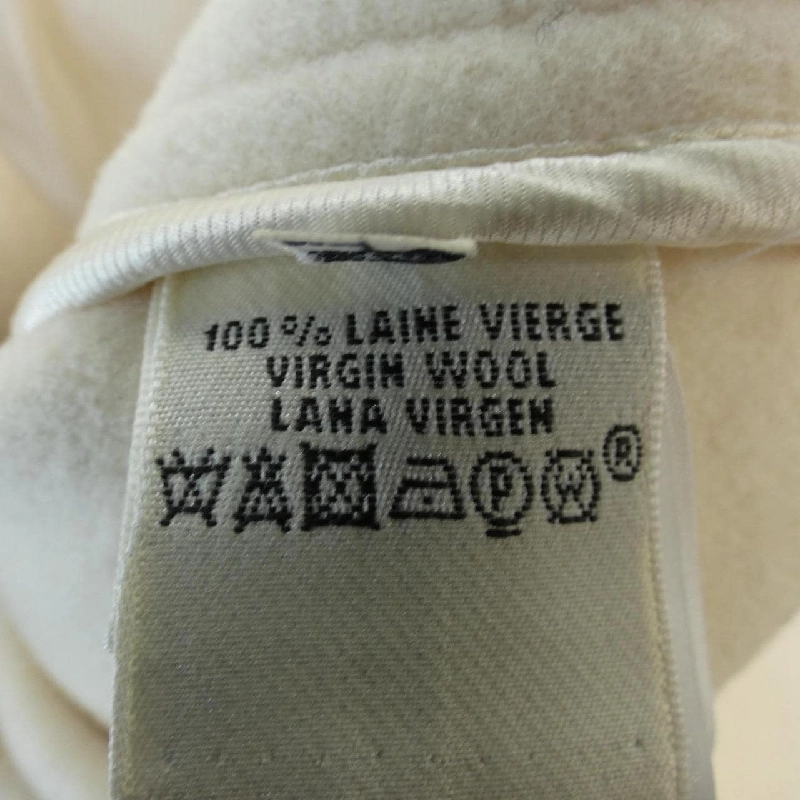 100% LAINE VIERGE
VIRGIN WOOL
LANA VIRGEN
P W ®